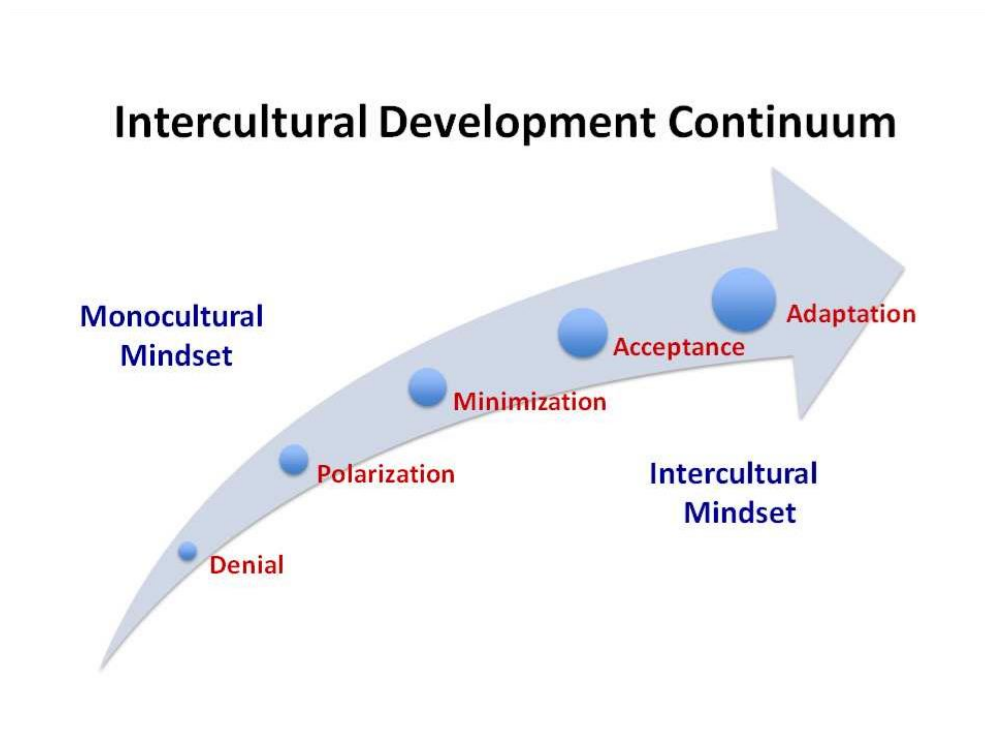 Intercultural Development Continuum
Monocultural
Mindset
Adaptation
Acceptance
Minimization
Polarization
Denial
Intercultural
Mindset